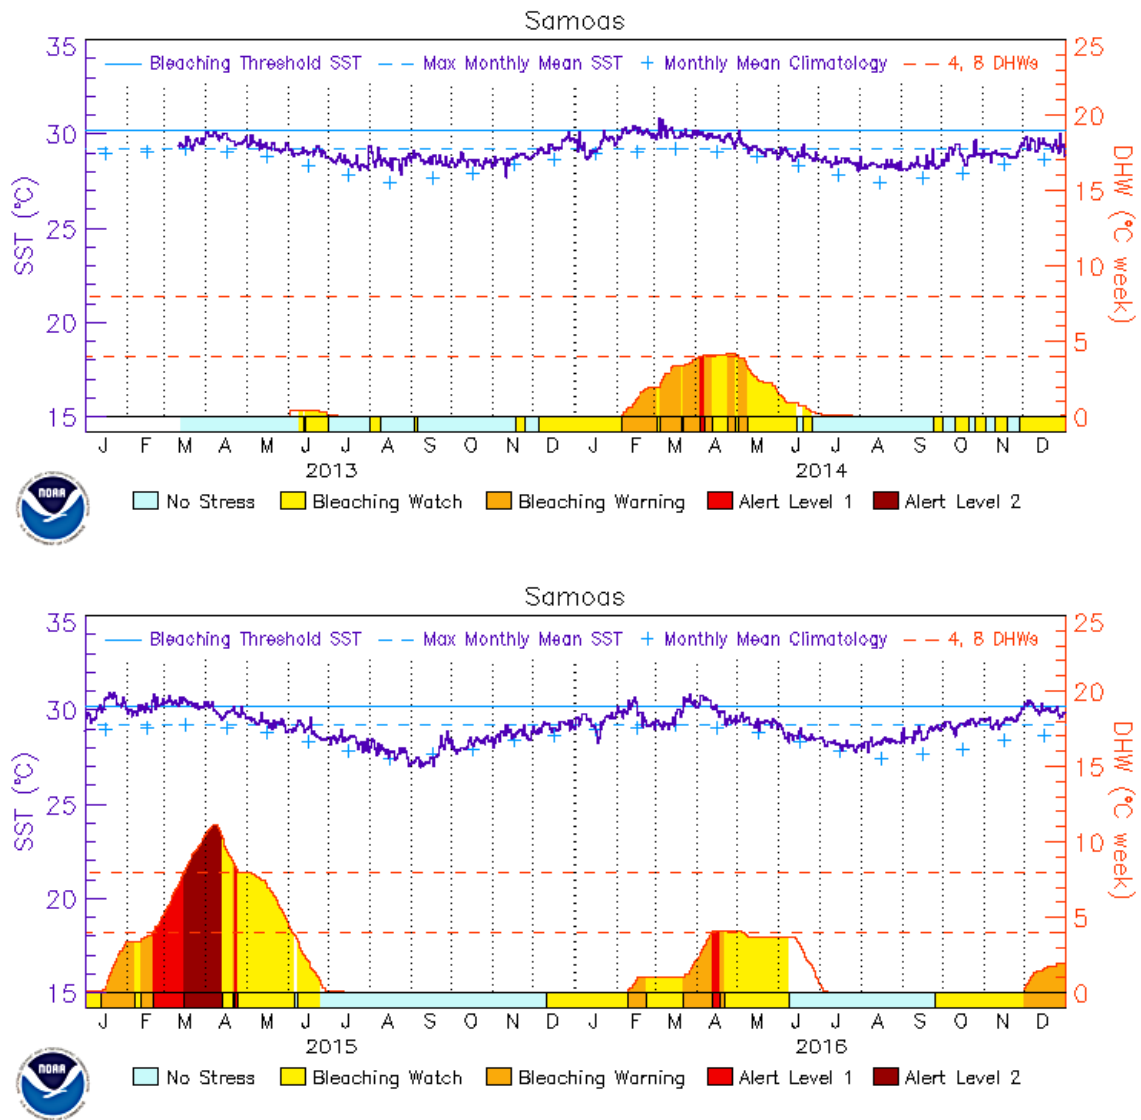 Samoas
35
30
25
20
15
SST (°C)
Bleaching Threshold SST
Max Monthly Mean SST
Monthly Mean Climatology
4, 8 DHWs
25
20
15
10
5
0
DHW (°C week)
J F M A M J J A S O N D J F M A M J J A S O N D
2013 2014
NOAA
No Stress Bleaching Watch Bleaching Warning Alert Level 1 Alert Level 2
Samoas
35
30
25
20
15
SST (°C)
Bleaching Threshold SST
Max Monthly Mean SST
Monthly Mean Climatology
4, 8 DHWs
25
20
15
10
5
0
DHW (°C week)
J F M A M J J A S O N D J F M A M J J A S O N D
2015 2016
NOAA
No Stress Bleaching Watch Bleaching Warning Alert Level 1 Alert Level 2